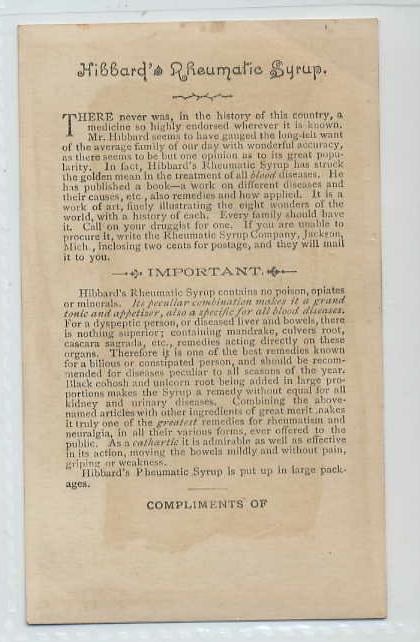 Hibbard's Rheumatic Syrup.
THERE never was, in the history of this country, a
medicine so highly endorsed wherever it is known.
Mr. Hibbard seems to have gauged the long-felt want
of the average family of our day with wonderful accuracy,
as there seems to be but one opinion as to its great popu-
larity. In fact, Hibbard's Rheumatic Syrup has struck
the golden mean in the treatment of all blood diseases. He
has published a book—a work on different diseases and
their causes, etc., also remedies and how applied. It is a
work of art, finely illustrating the eight wonders of the
world, with a history of each. Every family should have
it. Call on your druggist for one. If you are unable to
procure it, write the Rheumatic Syrup Company, Jackson,
Mich., inclosing two cents for postage, and they will mail
it to you.
IMPORTANT.
Hibbard's Rheumatic Syrup contains no poison, opiates
or minerals. Its peculiar combination makes it a grand
tonic and appetizer, also a specific for all blood diseases.
For a dyspeptic person, or diseased liver and bowels, there
is nothing superior; containing mandrake, culvers root,
cascara sagrada, etc., remedies acting directly on these
organs. Therefore it is one of the best remedies known
for a bilious or constipated person, and should be recom-
mended for diseases peculiar to all seasons of the year.
Black cohosh and unicorn root being added in large pro-
portions makes the Syrup a remedy without equal for all
kidney and urinary diseases. Combining the above-
named articles with other ingredients of great merit makes
it truly one of the greatest remedies for rheumatism and
neuralgia, in all their various forms, ever offered to the
public. As a cathartic it is admirable as well as effective
in its action, moving the bowels mildly and without pain,
griping or weakness.
Hibbard's Rheumatic Syrup is put up in large pack-
ages.
COMPLIMENTS OF